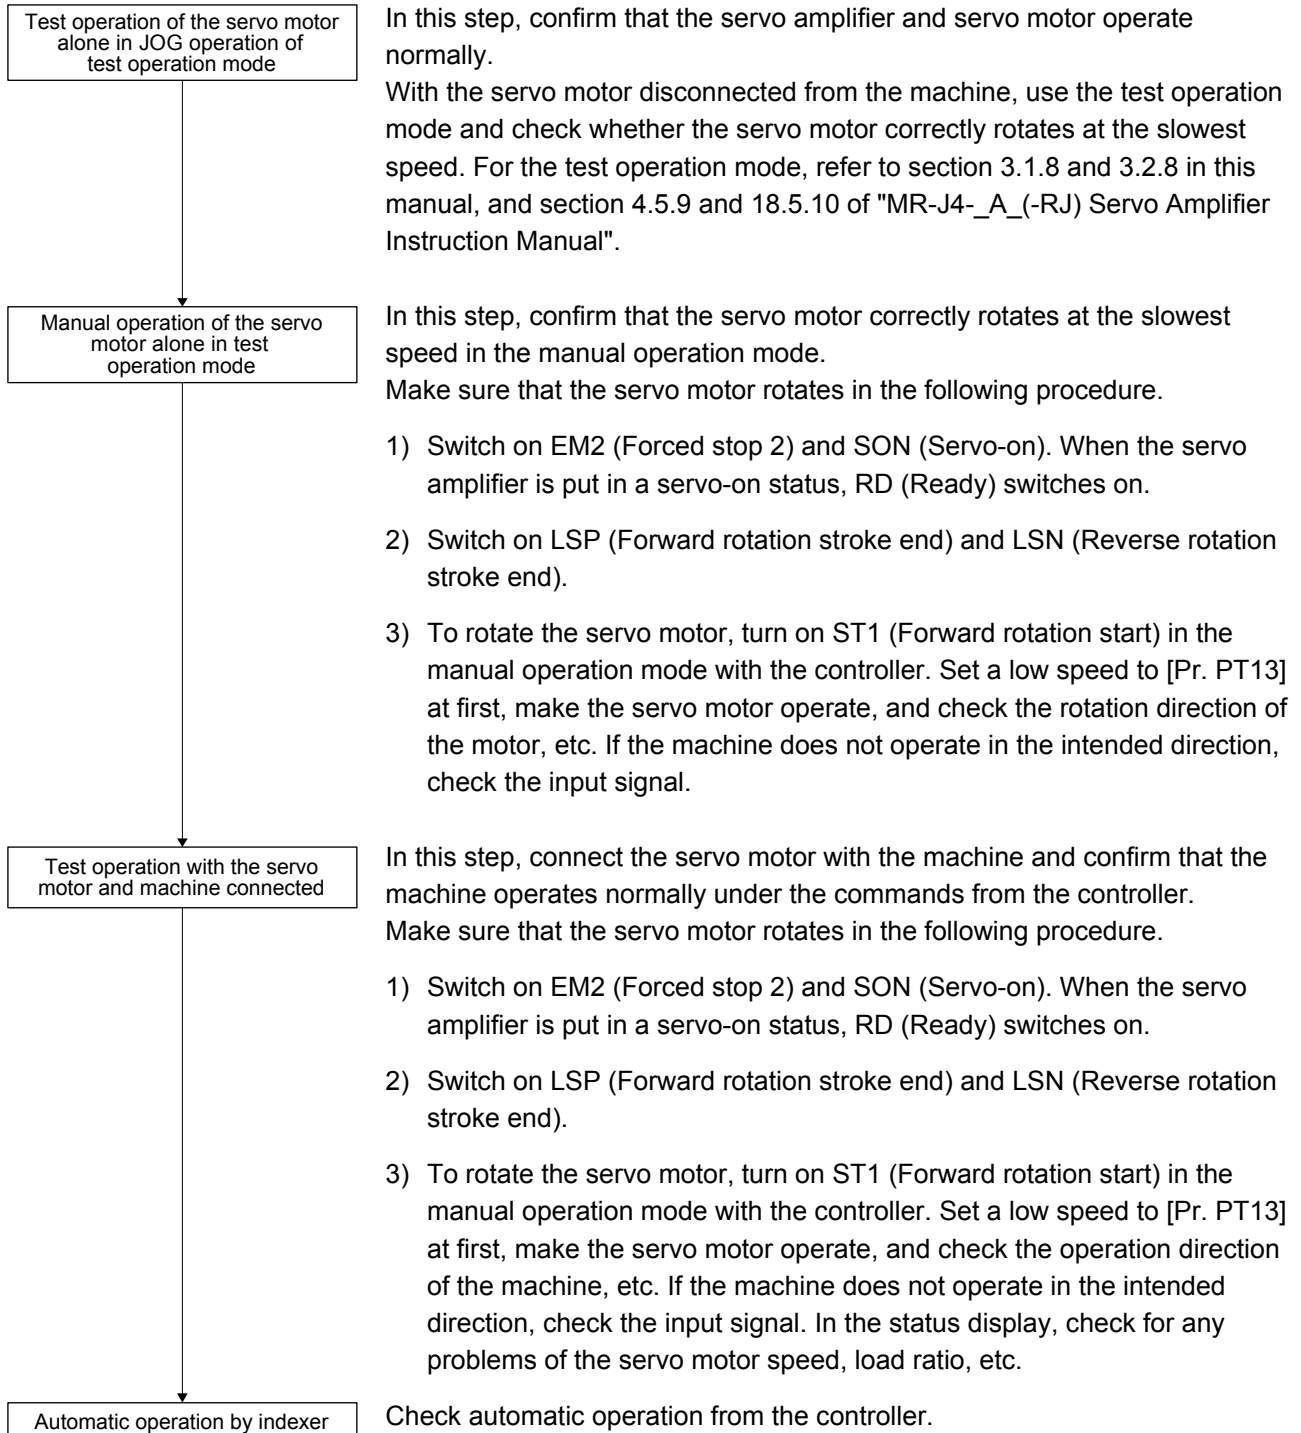 Test operation of the servo motor
alone in JOG operation of
test operation mode
In this step, confirm that the servo amplifier and servo motor operate
normally.
With the servo motor disconnected from the machine, use the test operation
mode and check whether the servo motor correctly rotates at the slowest
speed. For the test operation mode, refer to section 3.1.8 and 3.2.8 in this
manual, and section 4.5.9 and 18.5.10 of "MR-J4-_A_(-RJ) Servo Amplifier
Instruction Manual".
Manual operation of the servo
motor alone in test
operation mode
In this step, confirm that the servo motor correctly rotates at the slowest
speed in the manual operation mode.
Make sure that the servo motor rotates in the following procedure.
1) Switch on EM2 (Forced stop 2) and SON (Servo-on). When the servo
amplifier is put in a servo-on status, RD (Ready) switches on.
2) Switch on LSP (Forward rotation stroke end) and LSN (Reverse rotation
stroke end).
3) To rotate the servo motor, turn on ST1 (Forward rotation start) in the
manual operation mode with the controller. Set a low speed to [Pr. PT13]
at first, make the servo motor operate, and check the rotation direction of
the motor, etc. If the machine does not operate in the intended direction,
check the input signal.
Test operation with the servo
motor and machine connected
In this step, connect the servo motor with the machine and confirm that the
machine operates normally under the commands from the controller.
Make sure that the servo motor rotates in the following procedure.
1) Switch on EM2 (Forced stop 2) and SON (Servo-on). When the servo
amplifier is put in a servo-on status, RD (Ready) switches on.
2) Switch on LSP (Forward rotation stroke end) and LSN (Reverse rotation
stroke end).
3) To rotate the servo motor, turn on ST1 (Forward rotation start) in the
manual operation mode with the controller. Set a low speed to [Pr. PT13]
at first, make the servo motor operate, and check the operation direction
of the machine, etc. If the machine does not operate in the intended
direction, check the input signal. In the status display, check for any
problems of the servo motor speed, load ratio, etc.
Automatic operation by indexer
Check automatic operation from the controller.